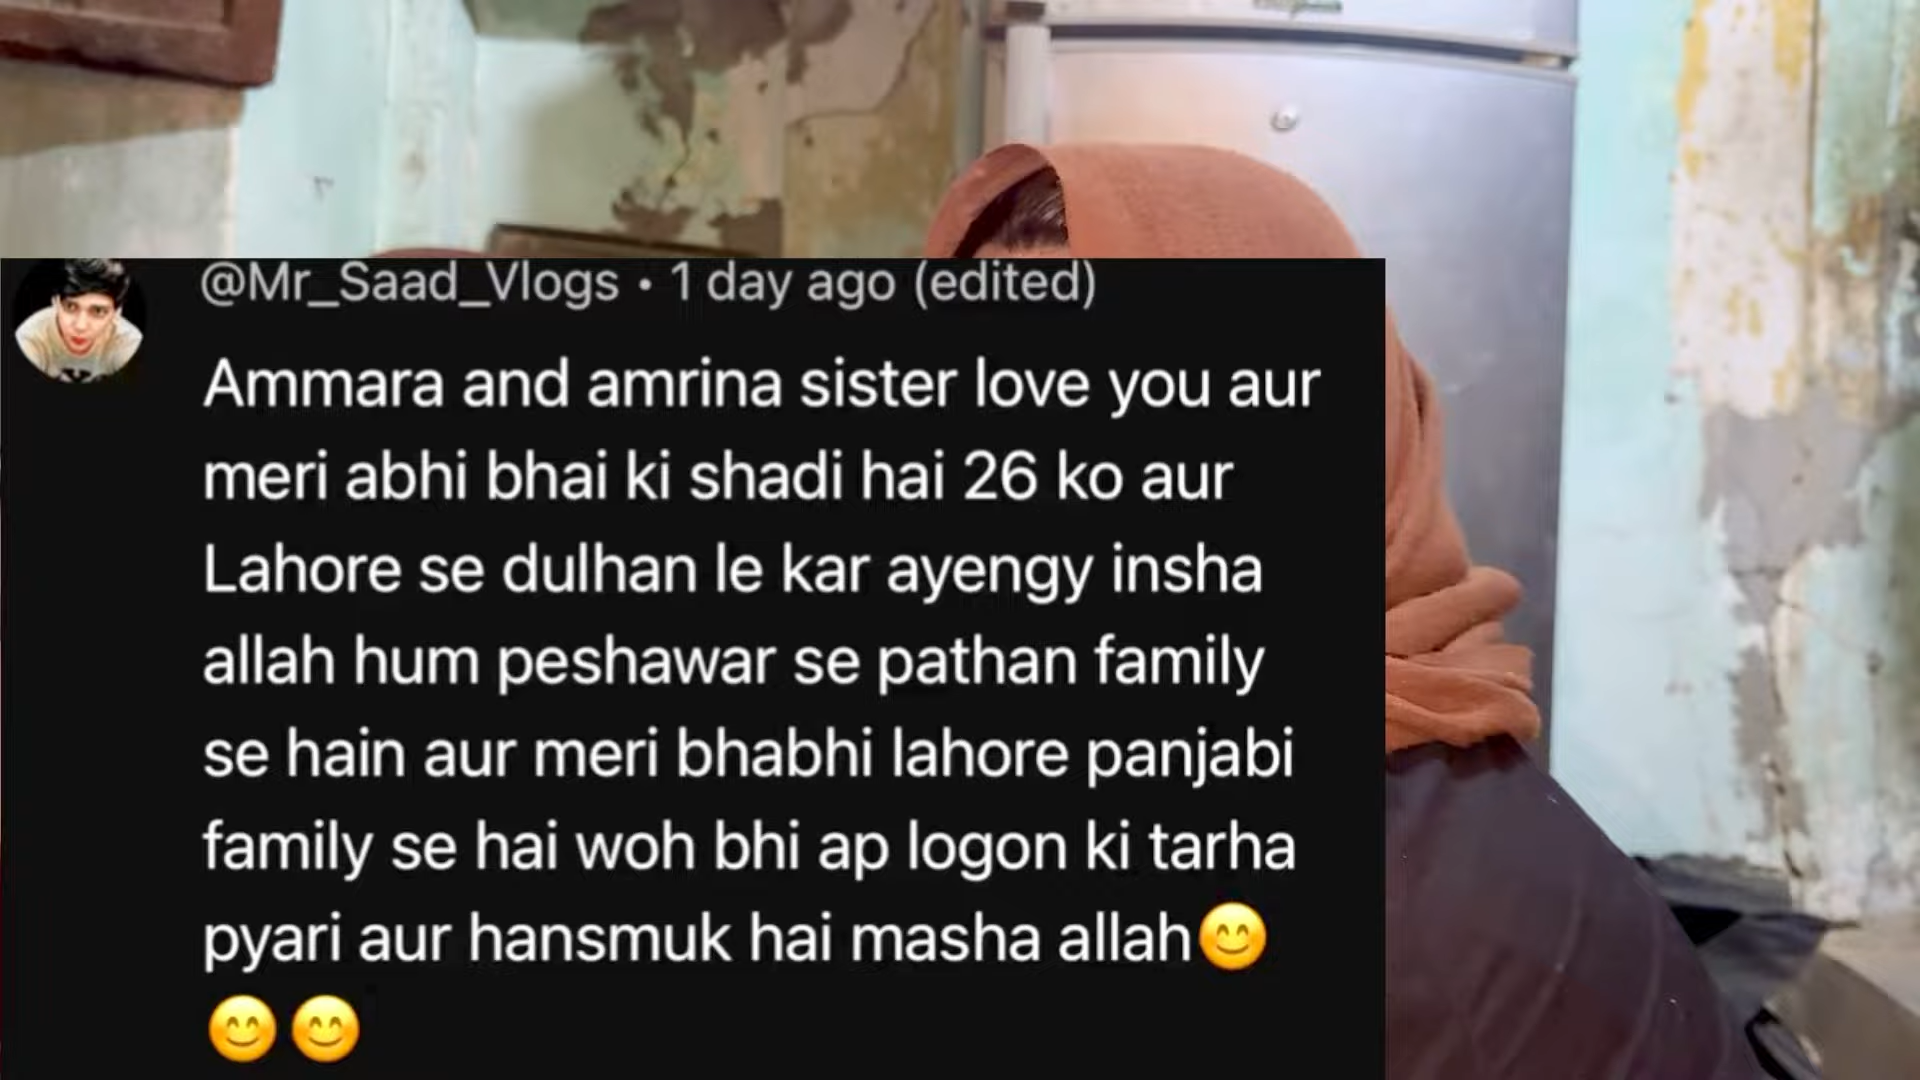 @Mr_Saad_Vlogs • 1 day ago (edited)
Ammara and amrina sister love you aur
meri abhi bhai ki shadi hai 26 ko aur
Lahore se dulhan le kar ayengy insha
allah hum peshawar se pathan family
se hain aur meri bhabhi lahore panjabi
family se hai woh bhi ap logon ki tarha
pyari aur hansmuk hai masha allah😊
😊😊